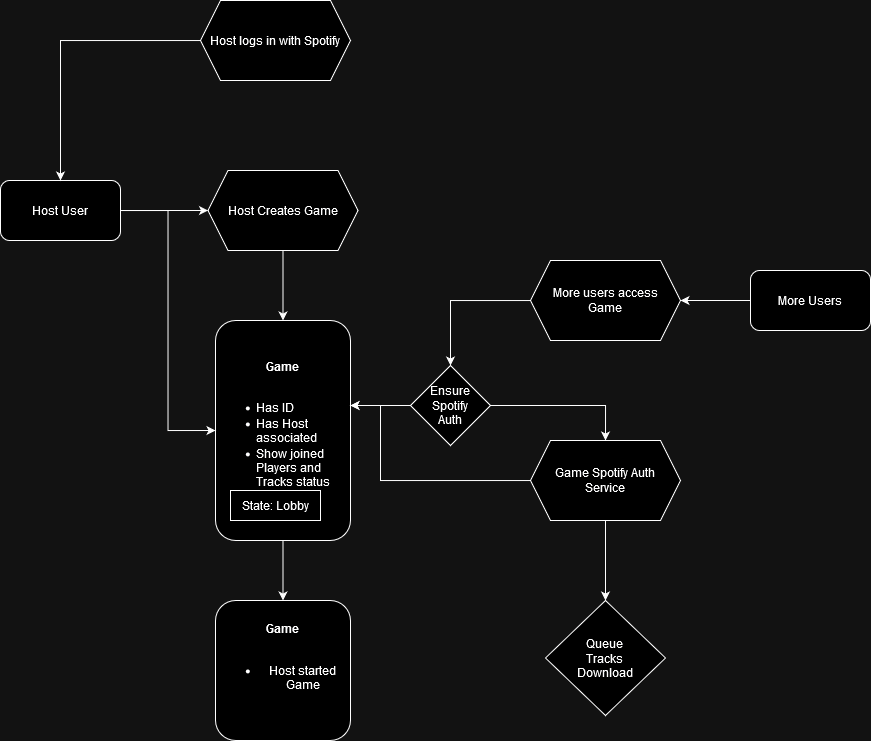 Host logs in with Spotify
Host User
Host Creates Game
More users access
Game
More Users
Ensure
Spotify
Auth
Game
Has ID
Has Host
associated
Show joined
Players and
Tracks status
State: Lobby
Game Spotify Auth
Service
Game
Host started
Game
Queue
Tracks
Download